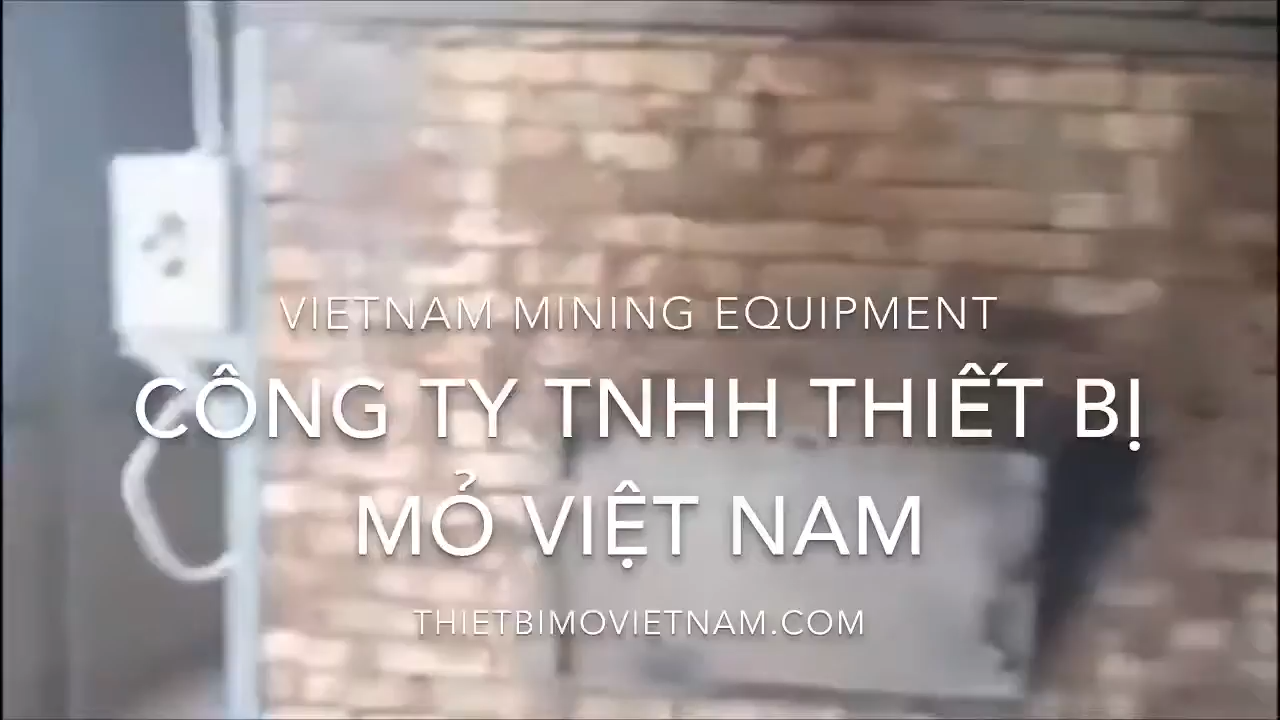 VIETNAM MINING EQUIPMENT
CÔNG TY TNHH THIẾT BỊ
MỎ VIỆT NAM
THIETBIMOVIETNAM.COM